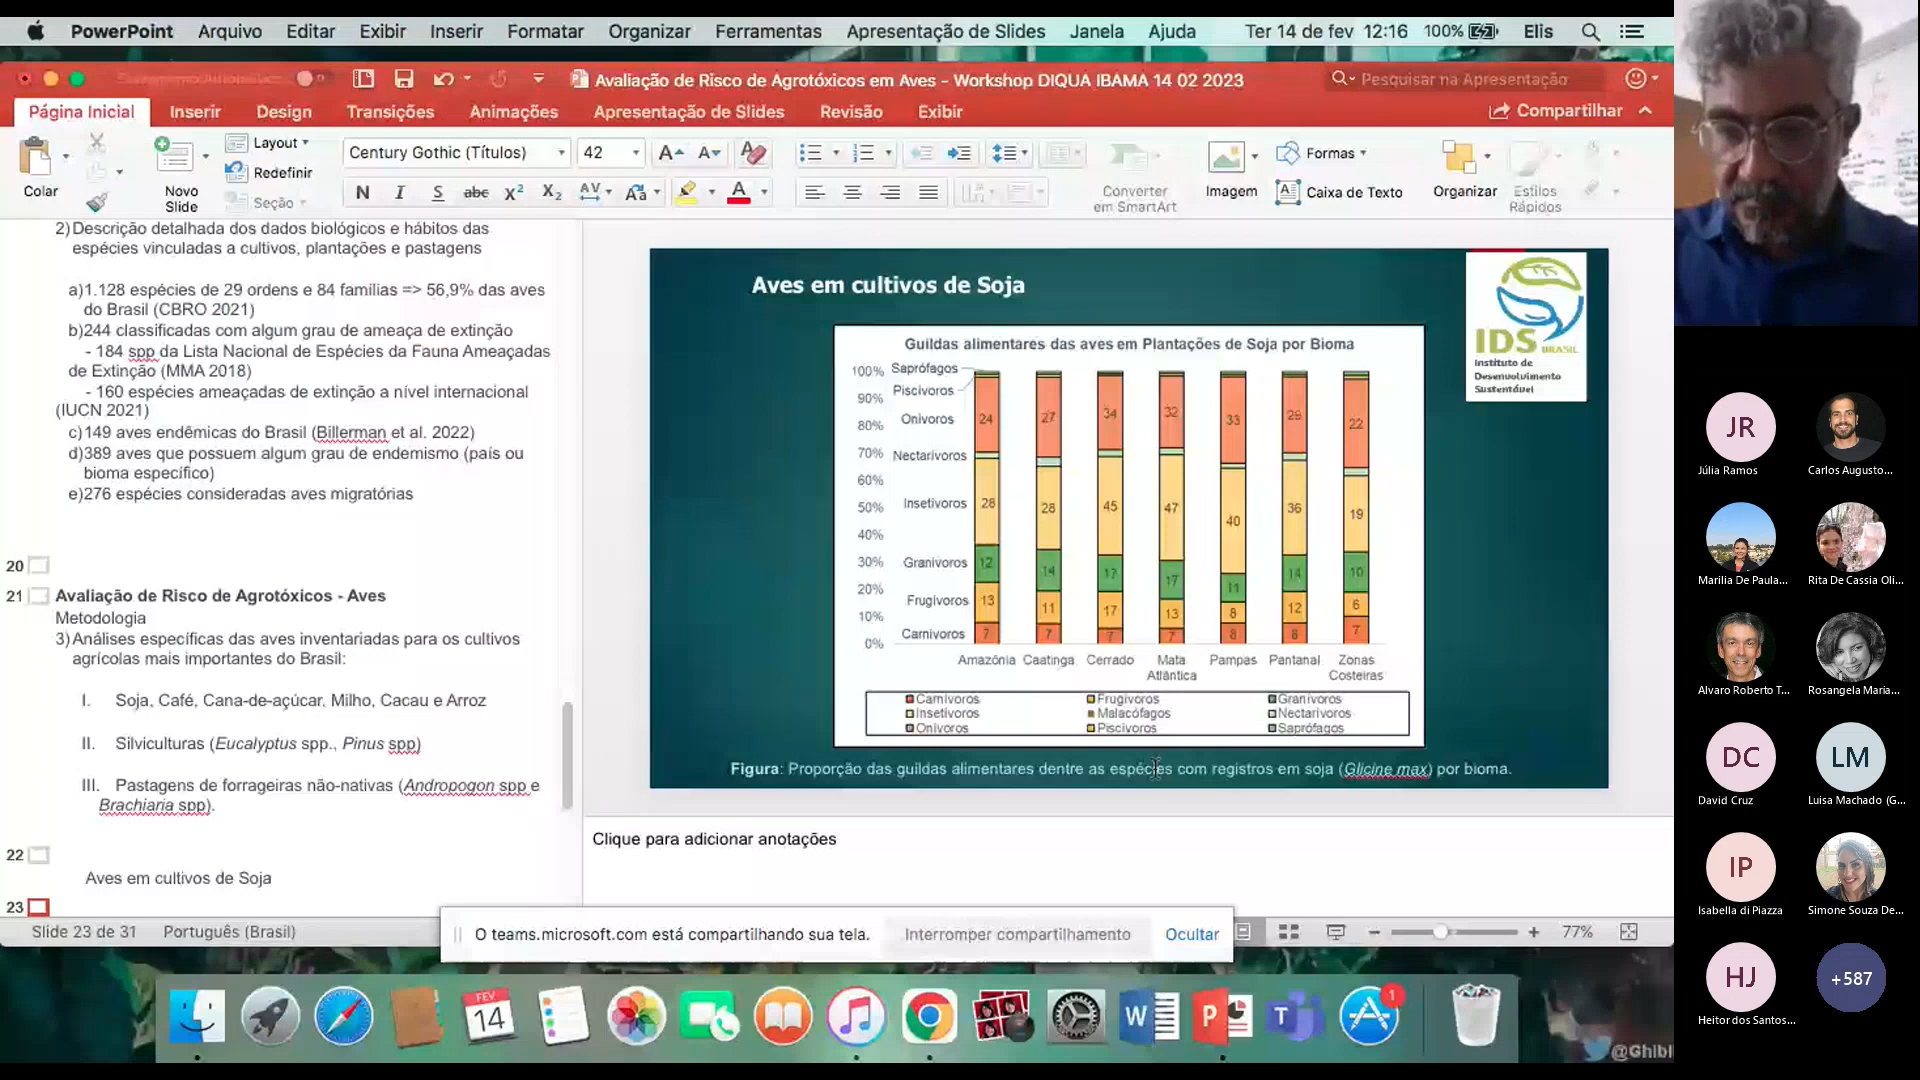 PowerPoint Arquivo Editar Exibir Inserir Formatar Organizar Ferramentas Apresentação de Slides Janela Ajuda Ter 14 de fev 12:16 100% Elis
Avaliação de Risco de Agrotóxicos em Aves - Workshop DIQUA IBAMA 14 02 2023
Pesquisar na Apresentação
Página Inicial Inserir Design Transições Animações Apresentação de Slides Revisão Exibir Compartilhar
Colar
Novo
Slide
Layout
Redefinir
Seção
Century Gothic (Títulos) 42
N I S abc X² X₂ AV Aa A
Converter
em SmartArt
Imagem
Formas
Caixa de Texto
Organizar
Estilos
Rápidos
2) Descrição detalhada dos dados biológicos e hábitos das
espécies vinculadas a cultivos, plantações e pastagens
a)1.128 espécies de 29 ordens e 84 famílias => 56,9% das aves
do Brasil (CBRO 2021)
b)244 classificadas com algum grau de ameaça de extinção
- 184 spp da Lista Nacional de Espécies da Fauna Ameaçadas
de Extinção (MMA 2018)
- 160 espécies ameaçadas de extinção a nível internacional
(IUCN 2021)
c)149 aves endêmicas do Brasil (Billerman et al. 2022)
d)389 aves que possuem algum grau de endemismo (país ou
bioma específico)
e)276 espécies consideradas aves migratórias
20
21 Avaliação de Risco de Agrotóxicos - Aves
Metodologia
3) Análises específicas das aves inventariadas para os cultivos
agrícolas mais importantes do Brasil:
I. Soja, Café, Cana-de-açúcar, Milho, Cacau e Arroz
II. Silviculturas (Eucalyptus spp., Pinus spp)
III. Pastagens de forrageiras não-nativas (Andropogon spp e
Brachiaria spp).
22
Aves em cultivos de Soja
23
Aves em cultivos de Soja
IDS BRASIL
Instituto de
Desenvolvimento
Sustentável
Guildas alimentares das aves em Plantações de Soja por Bioma
100% Saprófagos
90% Piscívoros
80% Onívoros 24 27 34 32 33 29 22
70% Nectarívoros
60%
50% Insetívoros 28 28 45 47 40 36 19
40%
30% Granívoros 12 14 17 17 11 14 10
20%
10% Frugívoros 13 11 17 13 8 12 6
0% Carnívoros 7 7 7 7 8 8 7
Amazônia Caatinga Cerrado Mata Atlântica Pampas Pantanal Zonas Costeiras
Carnívoros Frugívoros Granívoros
Insetívoros Malacófagos Nectarívoros
Onívoros Piscívoros Saprófagos
Figura: Proporção das guildas alimentares dentre as espécies com registros em soja (Glicine max) por bioma.
Clique para adicionar anotações
Slide 23 de 31 Português (Brasil)
O teams.microsoft.com está compartilhando sua tela. Interromper compartilhamento Ocultar
77%
FEV
14
1
@Ghibl
JR
Júlia Ramos
Carlos Augusto...
Marilia De Paula...
Rita De Cassia Oli...
Alvaro Roberto T...
Rosangela Maria...
DC
David Cruz
LM
Luisa Machado (G...
IP
Isabella di Piazza
Simone Souza De...
HJ
Heitor dos Santos...
+587